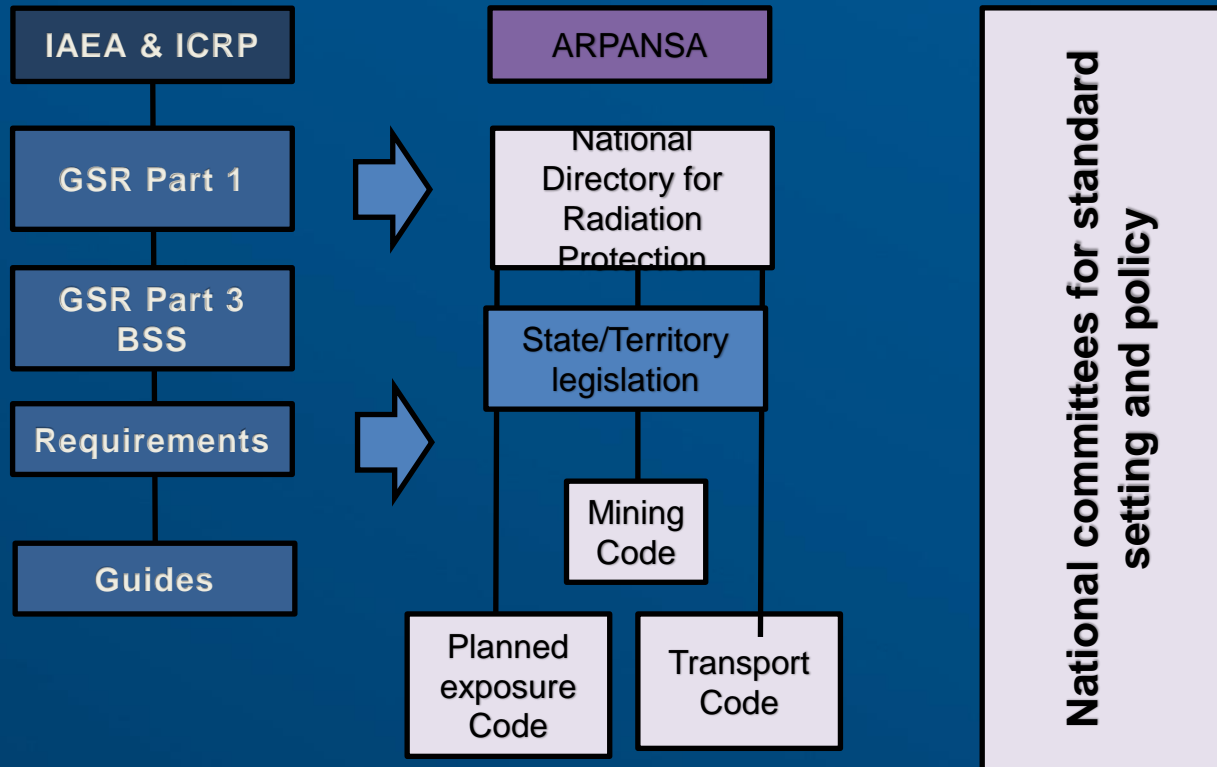 IAEA & ICRP
GSR Part 1
GSR Part 3
BSS
Requirements
Guides
ARPANSA
National
Directory for
Radiation
Protection
State/Territory
legislation
Mining
Code
Planned
exposure
Code
Transport
Code
National committees for standard
setting and policy